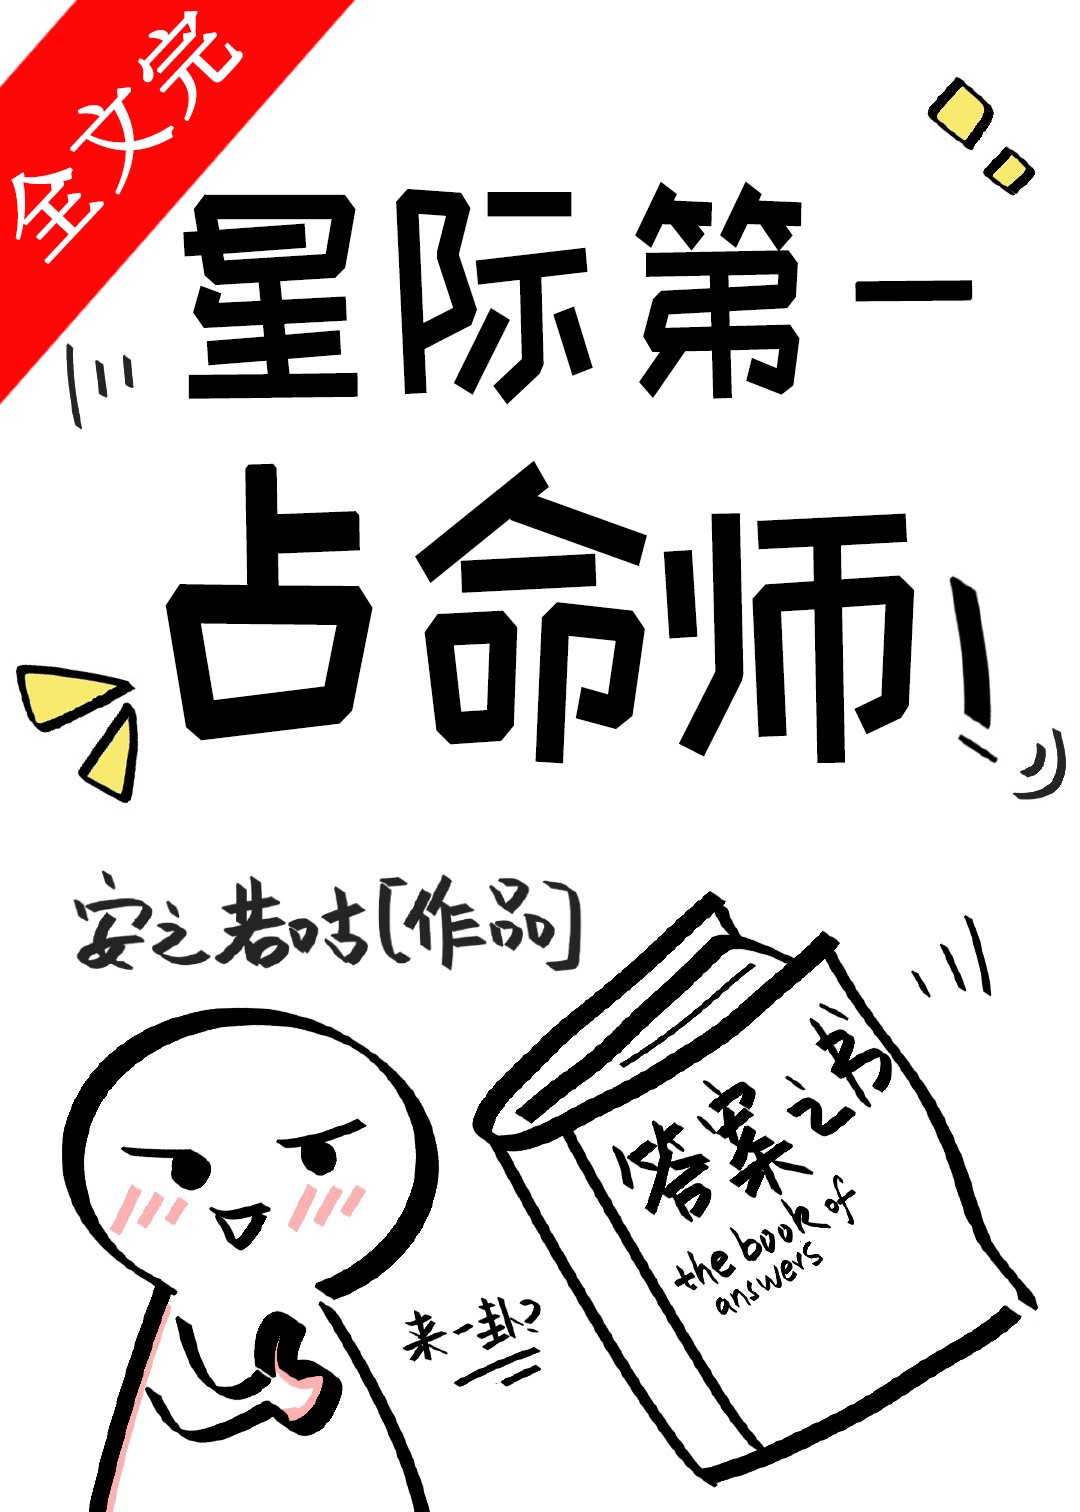 全文完
星际第一
占命师
安之若咕[作品]
答案之书
the book of
answers
来一卦?